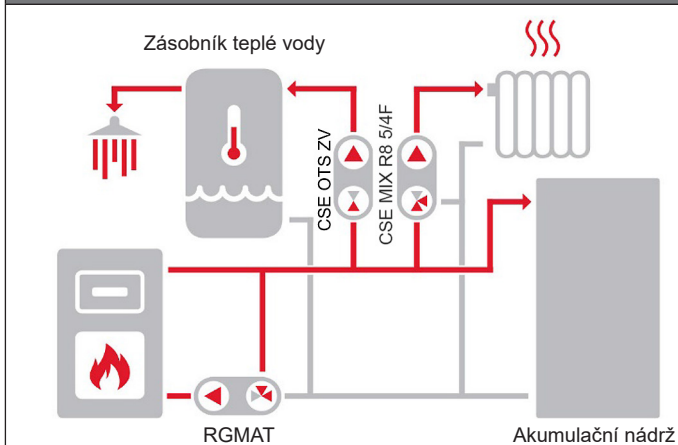 Zásobník teplé vody
CSE OTS ZV
CSE MIX R8 5/4F
RGMAT
Akumulační nádrž